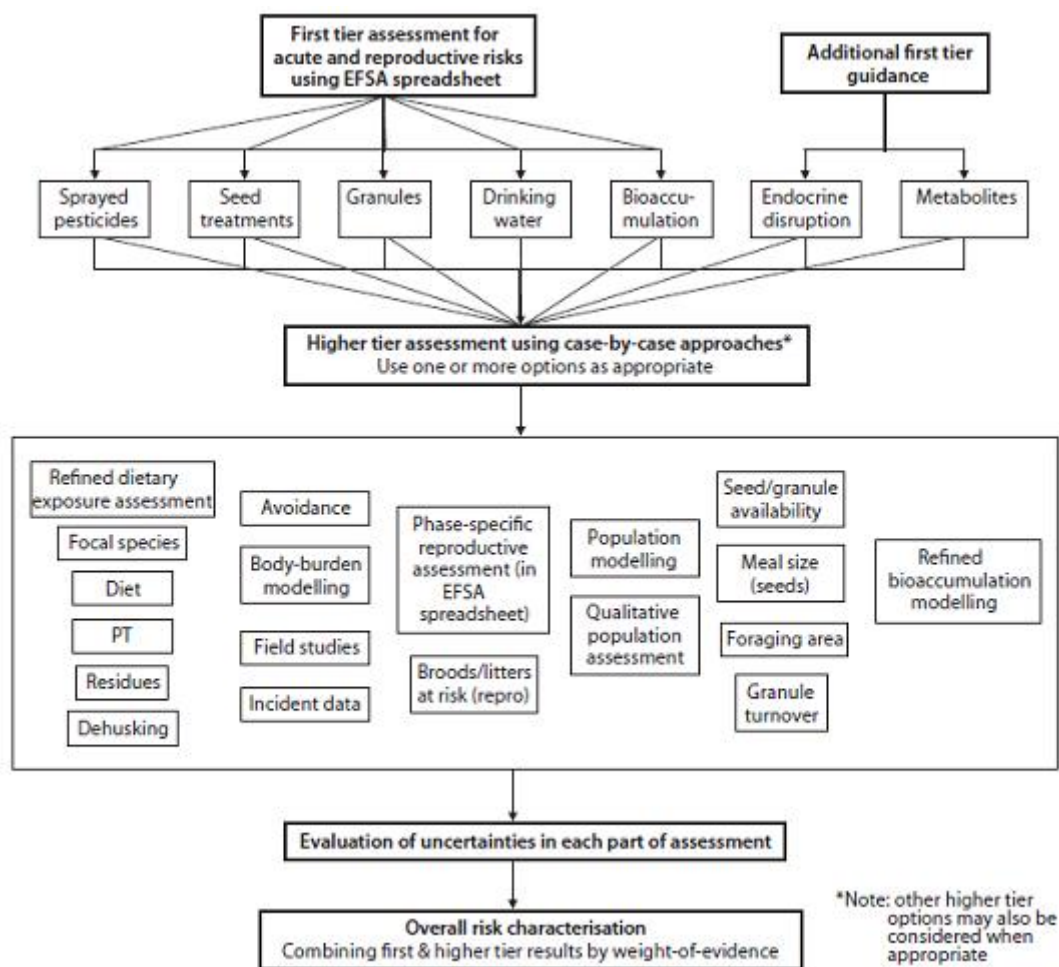 First tier assessment for
acute and reproductive risks
using EFSA spreadsheet
Additional first tier
guidance
Sprayed
pesticides
Seed
treatments
Granules
Drinking
water
Bioaccu-
mulation
Endocrine
disruption
Metabolites
Higher tier assessment using case-by-case approaches*
Use one or more options as appropriate
Refined dietary
exposure assessment
Focal species
Diet
PT
Residues
Dehusking
Avoidance
Body-burden
modelling
Field studies
Incident data
Phase-specific
reproductive
assessment (in
EFSA
spreadsheet)
Broods/litters
at risk (repro)
Population
modelling
Qualitative
population
assessment
Seed/granule
availability
Meal size
(seeds)
Foraging area
Granule
turnover
Refined
bioaccumulation
modelling
Evaluation of uncertainties in each part of assessment
Overall risk characterisation
Combining first & higher tier results by weight-of-evidence
*Note: other higher tier
options may also be
considered when
appropriate